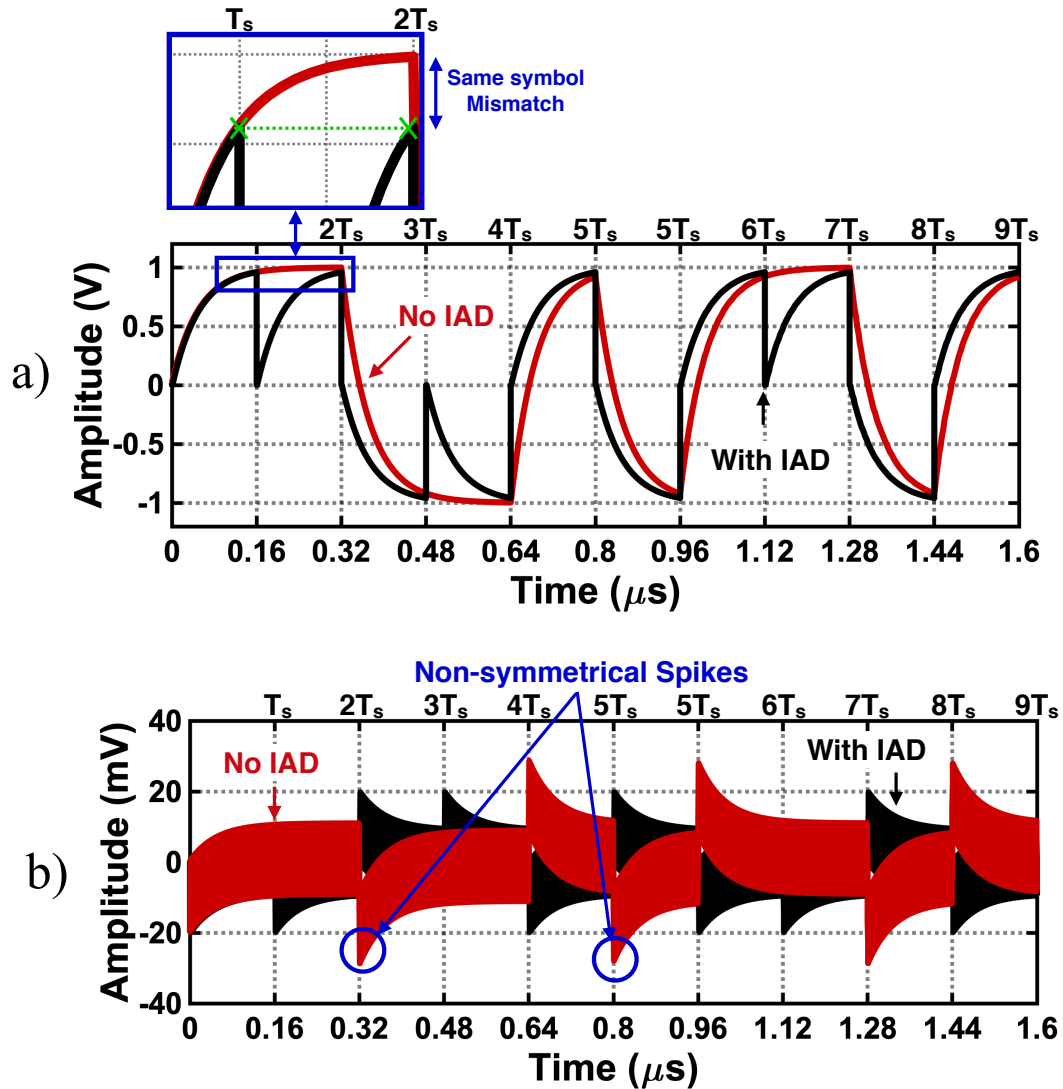 Ts 2Ts
Same symbol
Mismatch
2Ts 3Ts 4Ts 5Ts 5Ts 6Ts 7Ts 8Ts 9Ts
a)
Amplitude (V)
1
0.5
0
-0.5
-1
No IAD
With IAD
0 0.16 0.32 0.48 0.64 0.8 0.96 1.12 1.28 1.44 1.6
Time (μs)
Non-symmetrical Spikes
Ts 2Ts 3Ts 4Ts 5Ts 5Ts 6Ts 7Ts 8Ts 9Ts
b)
Amplitude (mV)
40
20
0
-20
-40
No IAD
With IAD
0 0.16 0.32 0.48 0.64 0.8 0.96 1.12 1.28 1.44 1.6
Time (μs)